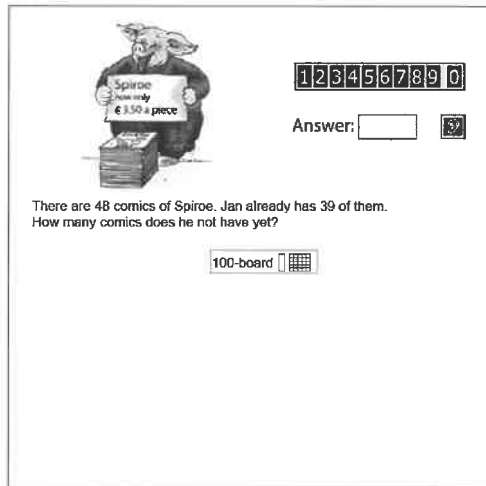 Spiroe
now only
€ 3.50 a piece
1 2 3 4 5 6 7 8 9 0
Answer:
There are 48 comics of Spiroe. Jan already has 39 of them.
How many comics does he not have yet?
100-board